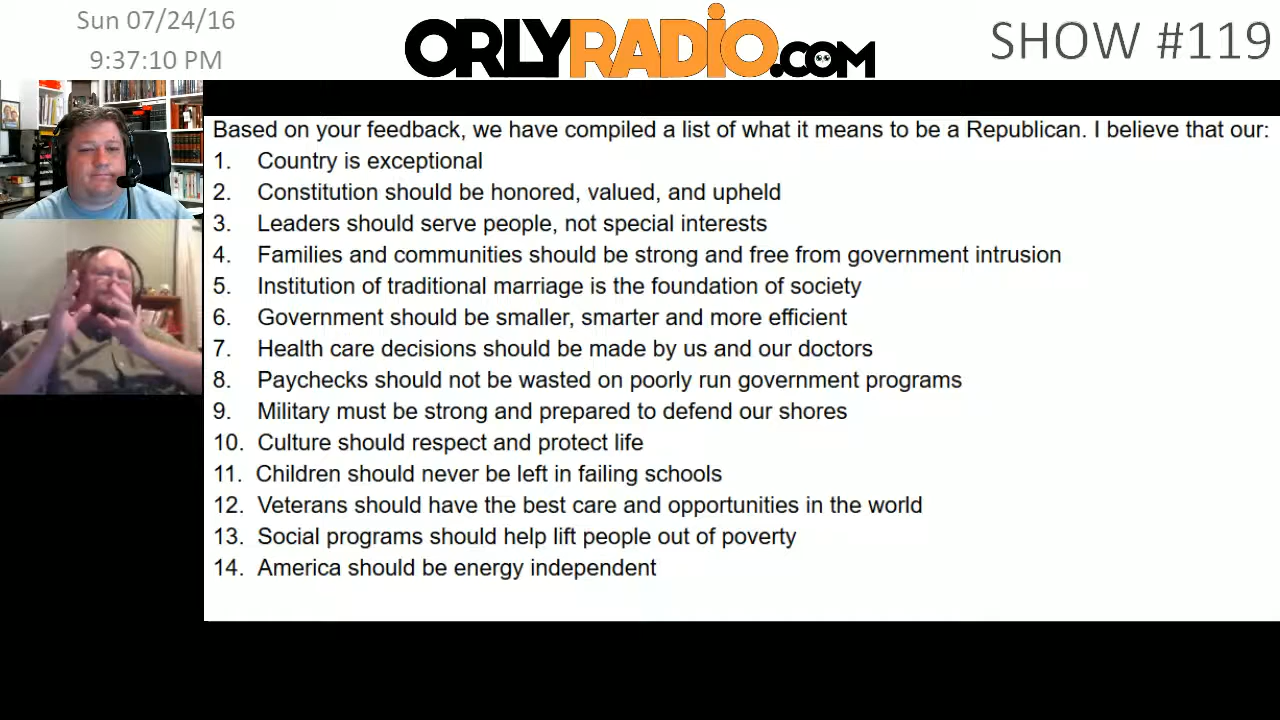 Sun 07/24/16
9:37:10 PM
ORLYRADIO.COM
SHOW #119
Based on your feedback, we have compiled a list of what it means to be a Republican. I believe that our:
1. Country is exceptional
2. Constitution should be honored, valued, and upheld
3. Leaders should serve people, not special interests
4. Families and communities should be strong and free from government intrusion
5. Institution of traditional marriage is the foundation of society
6. Government should be smaller, smarter and more efficient
7. Health care decisions should be made by us and our doctors
8. Paychecks should not be wasted on poorly run government programs
9. Military must be strong and prepared to defend our shores
10. Culture should respect and protect life
11. Children should never be left in failing schools
12. Veterans should have the best care and opportunities in the world
13. Social programs should help lift people out of poverty
14. America should be energy independent